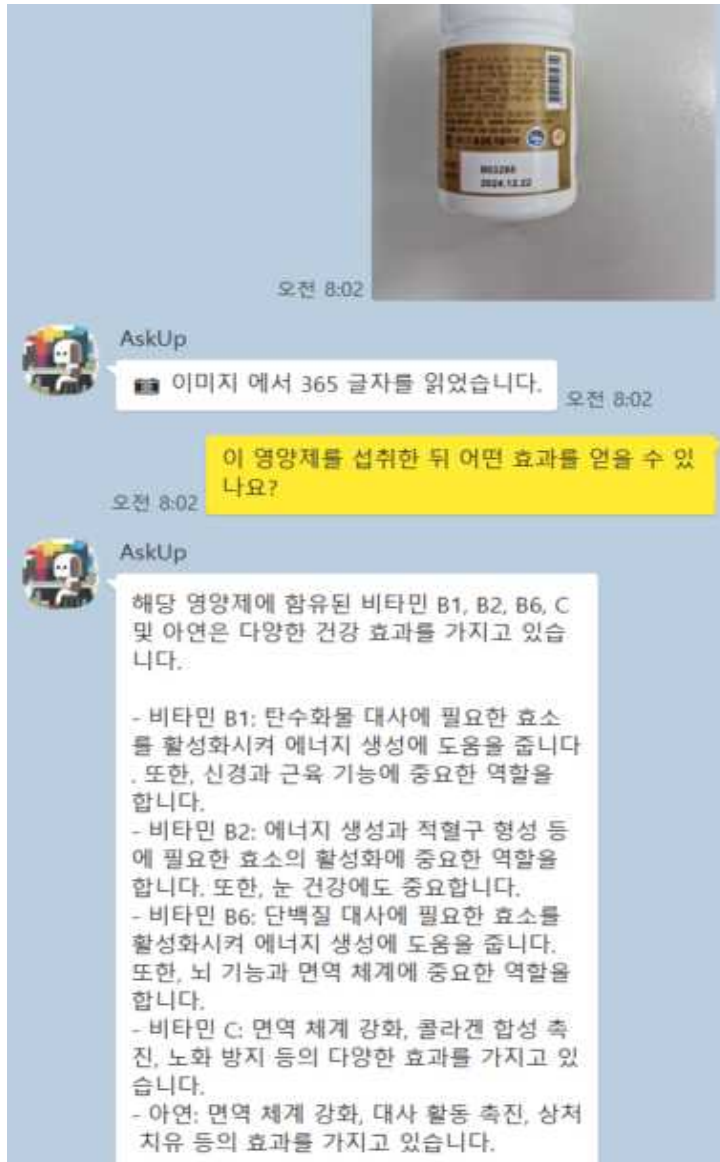 B03286
2024.12.22
오전 8:02
AskUp
이미지 에서 365 글자를 읽었습니다.
오전 8:02
이 영양제를 섭취한 뒤 어떤 효과를 얻을 수 있
나요?
오전 8:02
AskUp
해당 영양제에 함유된 비타민 B1, B2, B6, C
및 아연은 다양한 건강 효과를 가지고 있습
니다.
- 비타민 B1: 탄수화물 대사에 필요한 효소
를 활성화시켜 에너지 생성에 도움을 줍니다
. 또한, 신경과 근육 기능에 중요한 역할을
합니다.
- 비타민 B2: 에너지 생성과 적혈구 형성 등
에 필요한 효소의 활성화에 중요한 역할을
합니다. 또한, 눈 건강에도 중요합니다.
- 비타민 B6: 단백질 대사에 필요한 효소를
활성화시켜 에너지 생성에 도움을 줍니다.
또한, 뇌 기능과 면역 체계에 중요한 역할을
합니다.
- 비타민 C: 면역 체계 강화, 콜라겐 합성 촉
진, 노화 방지 등의 다양한 효과를 가지고 있
습니다.
- 아연: 면역 체계 강화, 대사 활동 촉진, 상처
치유 등의 효과를 가지고 있습니다.